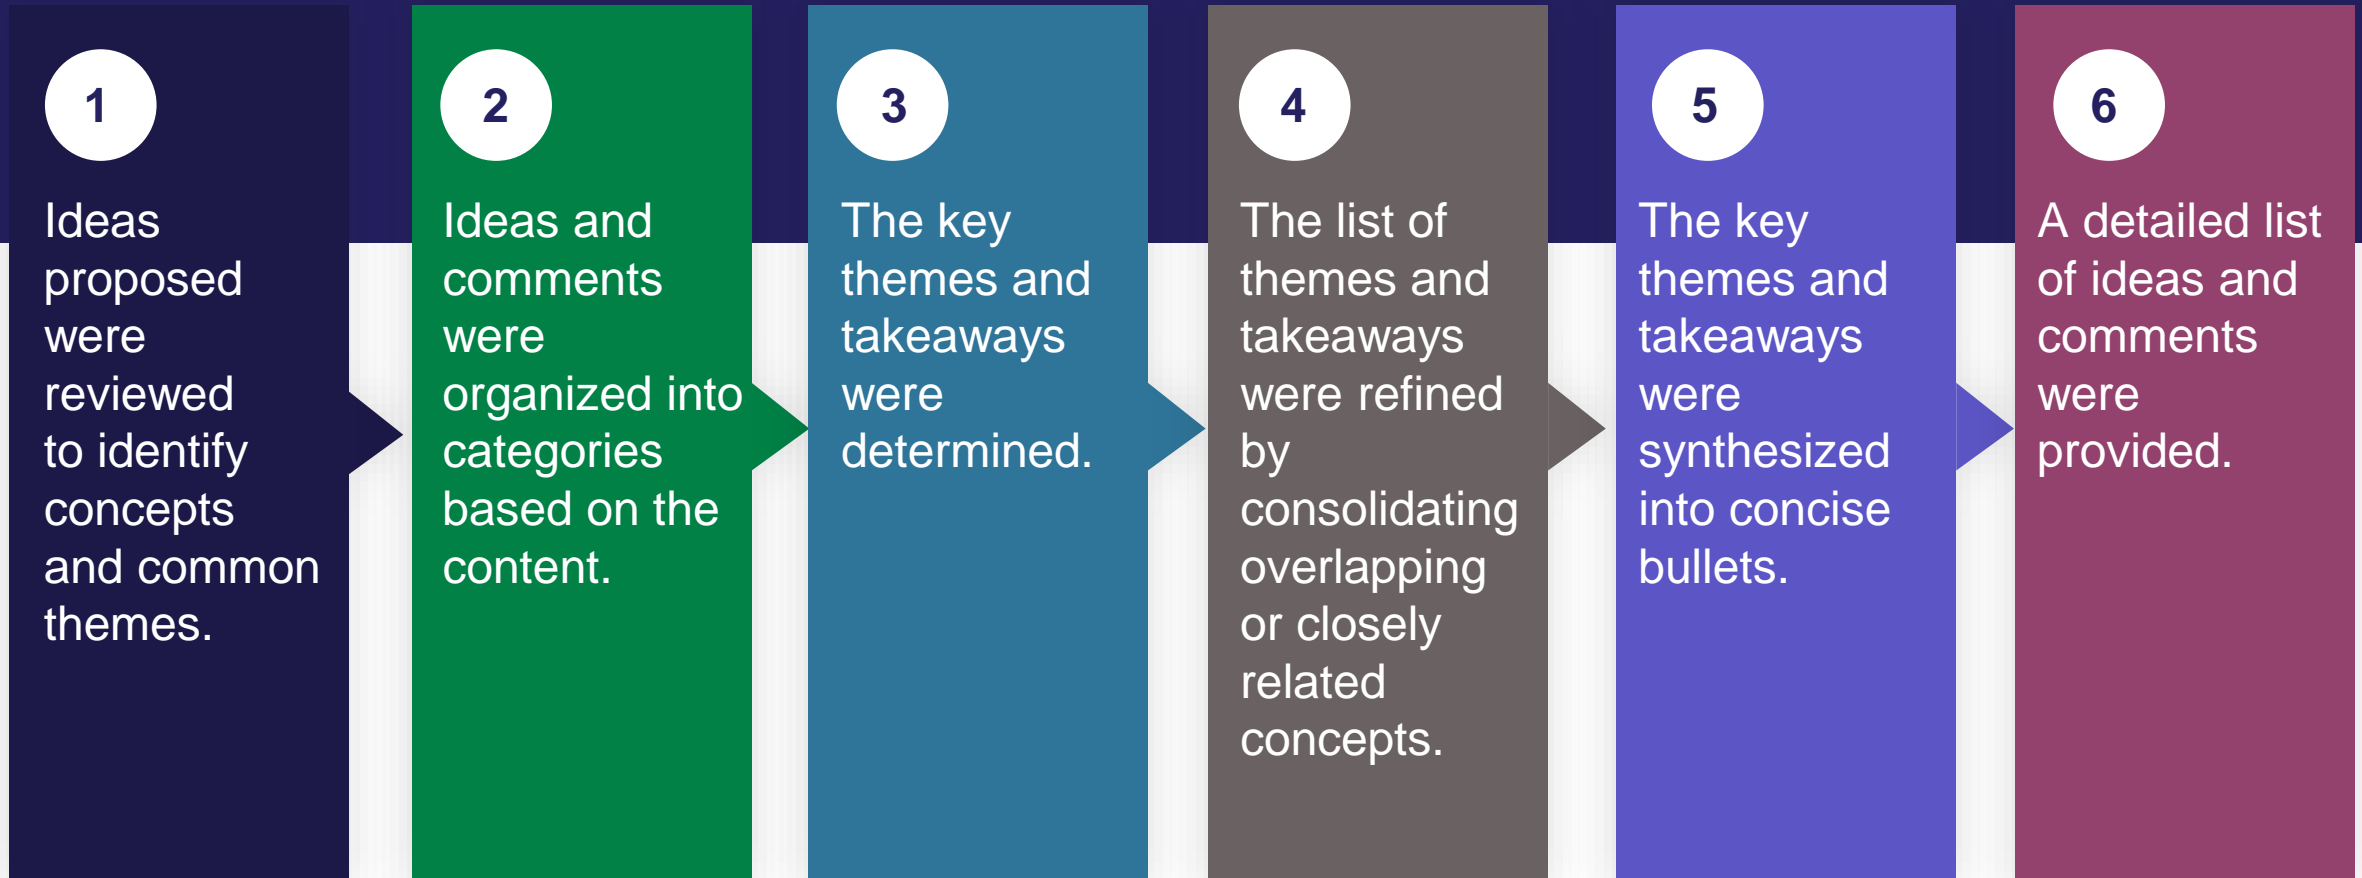 1
Ideas
proposed
were
reviewed
to identify
concepts
and common
themes.
2
Ideas and
comments
were
organized into
categories
based on the
content.
3
The key
themes and
takeaways
were
determined.
4
The list of
themes and
takeaways
were refined
by
consolidating
overlapping
or closely
related
concepts.
5
The key
themes and
takeaways
were
synthesized
into concise
bullets.
6
A detailed list
of ideas and
comments
were
provided.